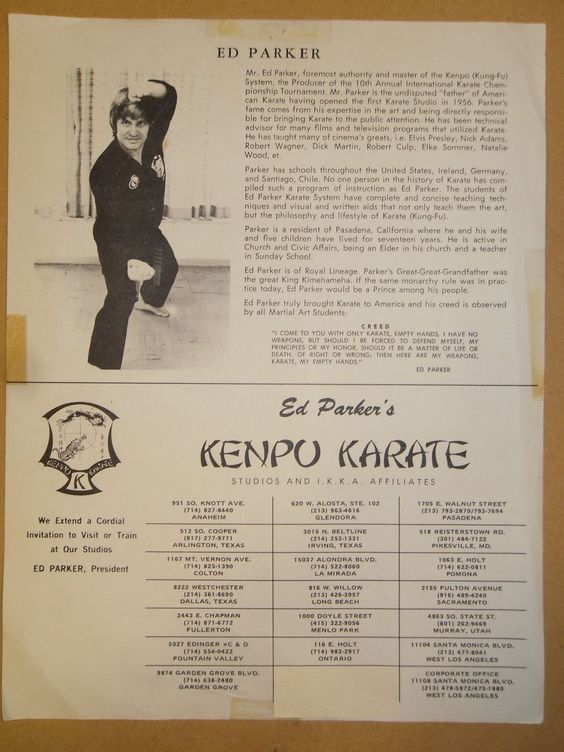 ED PARKER
Mr. Ed Parker, foremost authority and master of the Kenpo (Kung-Fu)
System, the Producer of the 10th Annual International Karate Cham-
pionship Tournament. Mr. Parker is the undisputed "father" of Ameri-
can Karate having opened the first Karate Studio in 1956. Parker's
fame comes from his expertise in the art and being directly responsi-
ble for bringing Karate to the public attention. He has been technical
advisor for many films and television programs that utilized Karate.
He has taught many of cinema's greats, i.e. Elvis Presley, Nick Adams,
Robert Wagner, Dick Martin, Robert Culp, Elke Sommer, Natalie
Wood, et.
Parker has schools throughout the United States, Ireland, Germany,
and Santiago, Chile. No one person in the history of Karate has com-
piled such a program of instruction as Ed Parker. The students of
Ed Parker Karate System have complete and concise teaching tech-
niques and visual and written aids that not only teach them the art,
but the philosophy and lifestyle of Karate (Kung-Fu).
Parker is a resident of Pasadena, California where he and his wife
and five children have lived for seventeen years. He is active in
Church and Civic Affairs, being an Elder in his church and a teacher
in Sunday School.
Ed Parker is of Royal Lineage. Parker's Great-Great-Grandfather was
the great King Kimehameha. If the same monarchy rule was in prac-
tice today, Ed Parker would be a Prince among his people.
Ed Parker truly brought Karate to America and his creed is observed
by all Martial Art Students:
CREED
"I COME TO YOU WITH ONLY KARATE, EMPTY HANDS. I HAVE NO
WEAPONS, BUT SHOULD I BE FORCED TO DEFEND MYSELF, MY
PRINCIPLES OR MY HONOR, SHOULD IT BE A MATTER OF LIFE OR
DEATH, OF RIGHT OR WRONG; THEN HERE ARE MY WEAPONS,
KARATE, MY EMPTY HANDS."
ED PARKER
KENPO KARATE
K
We Extend a Cordial
Invitation to Visit or Train
at Our Studios
ED PARKER, President
Ed Parker's
KENPO KARATE
STUDIOS AND I.K.K.A. AFFILIATES
951 SO. KNOTT AVE.
(714) 827-8440
ANAHEIM
620 W. ALOSTA, STE. 102
(213) 963-4616
GLENDORA
1705 E. WALNUT STREET
(213) 793-2870/793-7694
PASADENA
512 SO. COOPER
(817) 277-9771
ARLINGTON, TEXAS
3015 N. BELTLINE
(214) 253-1331
IRVING, TEXAS
518 REISTERSTOWN RD.
(301) 484-7122
PIKESVILLE, MD.
1167 MT. VERNON AVE.
(714) 825-1390
COLTON
15037 ALONDRA BLVD.
(714) 522-8060
LA MIRADA
1063 E. HOLT
(714) 622-0811
POMONA
8222 WESTCHESTER
(214) 361-8690
DALLAS, TEXAS
816 W. WILLOW
(213) 426-3957
LONG BEACH
2155 FULTON AVENUE
(916) 489-4240
SACRAMENTO
2443 E. CHAPMAN
(714) 871-6772
FULLERTON
1000 DOYLE STREET
(415) 322-9056
MENLO PARK
4863 SO. STATE ST.
(801) 262-9469
MURRAY, UTAH
5027 EDINGER #C & D
(714) 554-0422
FOUNTAIN VALLEY
116 E. HOLT
(714) 983-2917
ONTARIO
11104 SANTA MONICA BLVD.
(213) 477-8041
WEST LOS ANGELES
9874 GARDEN GROVE BLVD.
(714) 638-2480
GARDEN GROVE
CORPORATE OFFICE
11108 SANTA MONICA BLVD.
(213) 478-5872/473-1980
WEST LOS ANGELES